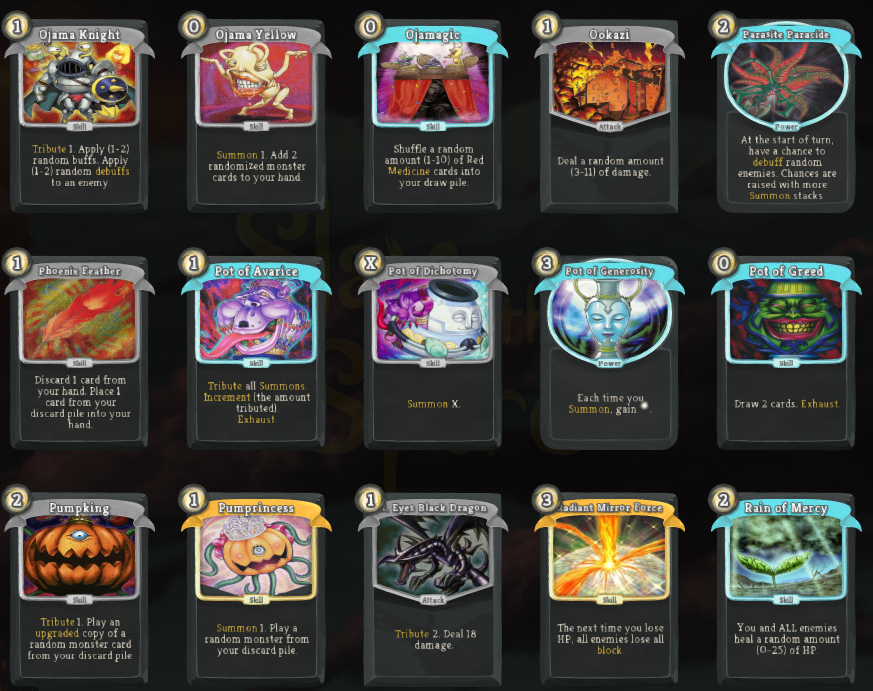 1
Ojama Knight
Skill
Tribute 1. Apply (1-2)
random buffs. Apply
(1-2) random debuffs
to an enemy.
0
Ojama Yellow
Skill
Summon 1. Add 2
randomized monster
cards to your hand.
0
Ojamagic
Skill
Shuffle a random
amount (1-10) of Red
Medicine cards into
your draw pile.
1
Ookazi
Attack
Deal a random amount
(3-11) of damage.
2
Parasite Paracide
Power
At the start of turn,
have a chance to
debuff random
enemies. Chances are
raised with more
Summon stacks
1
Phoenix Feather
Skill
Discard 1 card from
your hand. Place 1
card from your
discard pile into your
hand.
1
Pot of Avarice
Skill
Tribute all Summons.
Increment (the amount
tributed).
Exhaust
X
Pot of Dichotomy
Skill
Summon X.
3
Pot of Generosity
Power
Each time you
Summon, gain .
0
Pot of Greed
Skill
Draw 2 cards. Exhaust.
2
Pumpking
Skill
Tribute 1. Play an
upgraded copy of a
random monster card
from your discard pile
1
Pumprincess
Skill
Summon 1. Play a
random monster from
your discard pile.
1
Eyes Black Dragon
Attack
Tribute 2. Deal 18
damage.
3
adiant Mirror Force
Skill
The next time you lose
HP, all enemies lose all
block.
2
Rain of Mercy
Skill
You and ALL enemies
heal a random amount
(0-25) of HP.